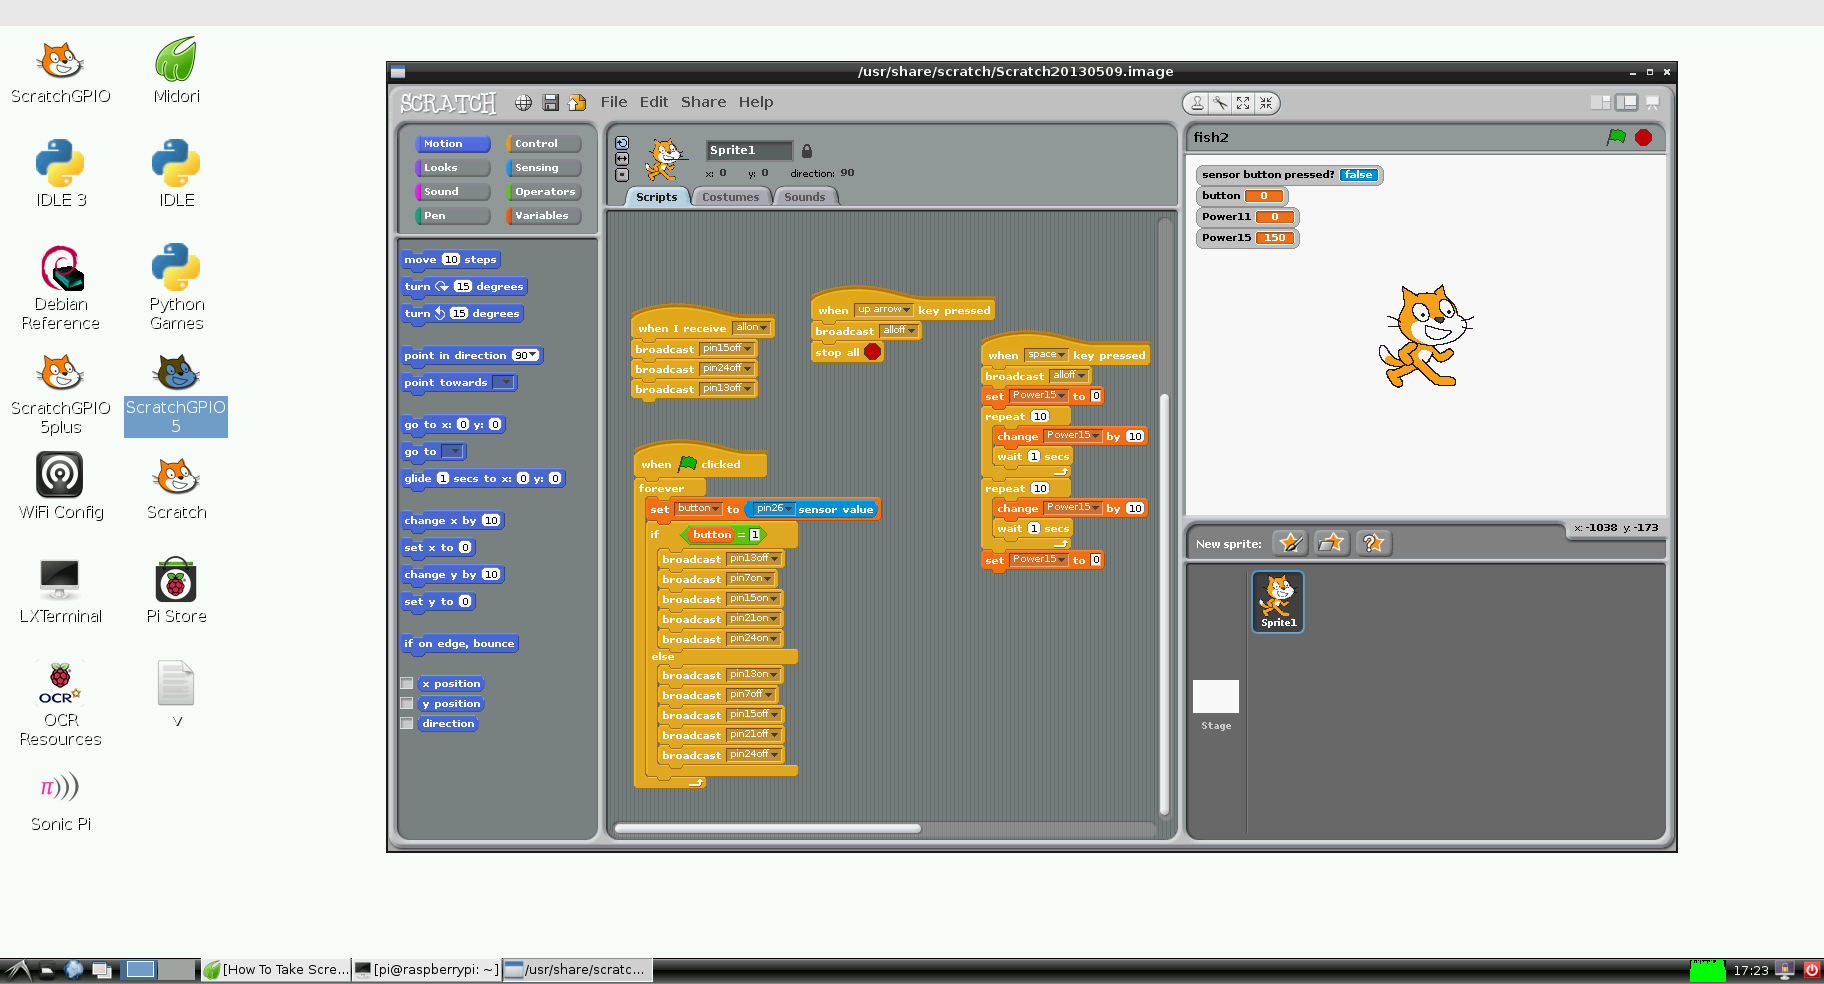 ScratchGPIO
Midori
IDLE 3
IDLE
Debian
Reference
Python
Games
ScratchGPIO
5plus
ScratchGPIO
5
WiFi Config
Scratch
LXTerminal
Pi Store
OCR
OCR
Resources
v
π)))
Sonic Pi
/usr/share/scratch/Scratch20130509.image
SCRATCH File Edit Share Help
Motion Control
Looks Sensing
Sound Operators
Pen Variables
move 10 steps
turn 15 degrees
turn 15 degrees
point in direction 90
point towards
go to x: 0 y: 0
go to
glide 1 secs to x: 0 y: 0
change x by 10
set x to 0
change y by 10
set y to 0
if on edge, bounce
x position
y position
direction
Sprite1
x: 0 y: 0 direction: 90
Scripts Costumes Sounds
when I receive allon
broadcast pin15off
broadcast pin24off
broadcast pin13off
when up arrow key pressed
broadcast alloff
stop all
when space key pressed
broadcast alloff
set Power15 to 0
repeat 10
change Power15 by 10
wait 1 secs
repeat 10
change Power15 by 10
wait 1 secs
set Power15 to 0
when clicked
forever
set button to pin26 sensor value
if button = 1
broadcast pin13off
broadcast pin7on
broadcast pin15on
broadcast pin21on
broadcast pin24on
else
broadcast pin13on
broadcast pin7off
broadcast pin15off
broadcast pin21off
broadcast pin24off
fish2
sensor button pressed? false
button 0
Power11 0
Power15 150
x: -1038 y: -173
New sprite:
Sprite1
Stage
[How To Take Scre... [pi@raspberrypi: ~] /usr/share/scratc... 17:23